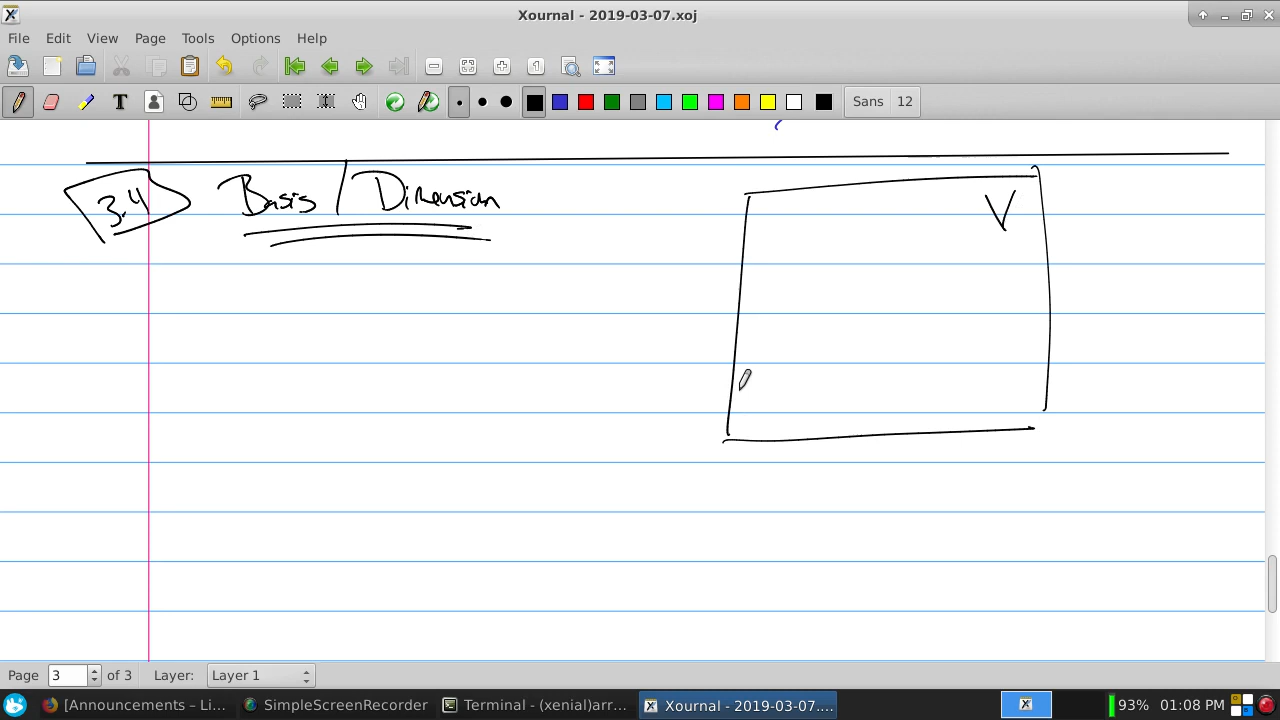 Xournal - 2019-03-07.xoj
File Edit View Page Tools Options Help
Sans 12
3.4 Basis / Dimension
V
Page 3 of 3 Layer: Layer 1
[Announcements – Li... SimpleScreenRecorder Terminal - (xenial)arr... Xournal - 2019-03-07.... 93% 01:08 PM